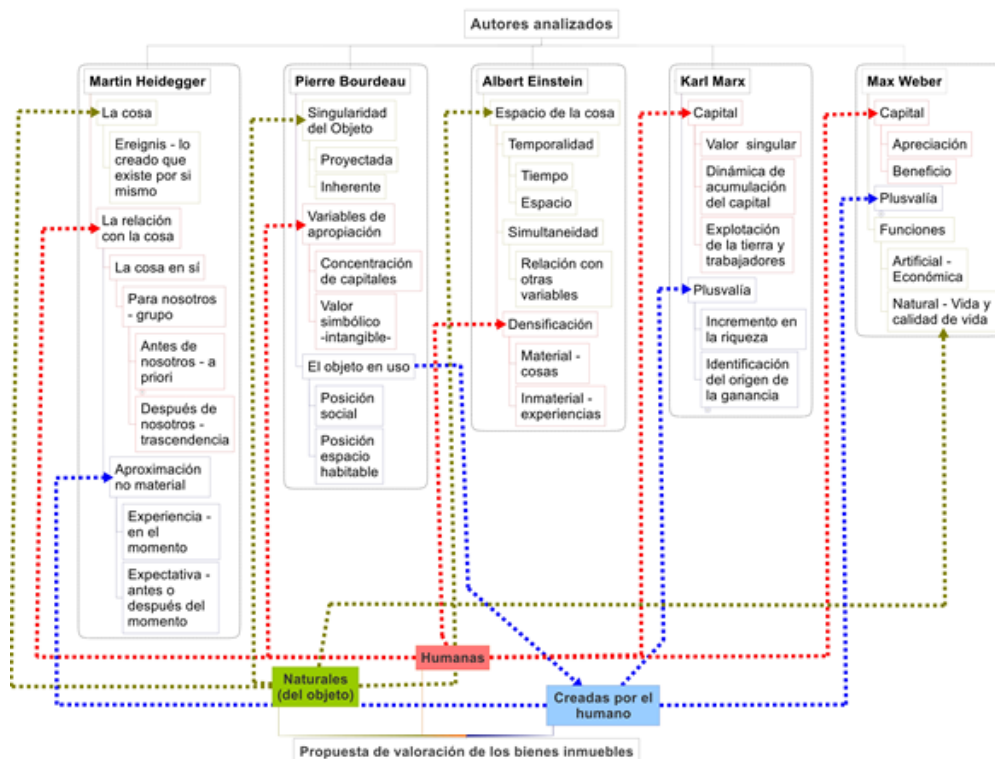 Autores analizados
Martin Heidegger
La cosa
Ereignis - lo
creado que
existe por si
mismo
La relación
con la cosa
La cosa en sí
Para nosotros
- grupo
Antes de
nosotros - a
priori
Después de
nosotros -
trascendencia
Aproximación
no material
Experiencia -
en el
momento
Expectativa -
antes o
después del
momento
Pierre Bourdeau
Singularidad
del Objeto
Proyectada
Inherente
Variables de
apropiación
Concentración
de capitales
Valor
simbólico
-intangible-
El objeto en uso
Posición
social
Posición
espacio
habitable
Albert Einstein
Espacio de la cosa
Temporalidad
Tiempo
Espacio
Simultaneidad
Relación con
otras
variables
Densificación
Material -
cosas
Inmaterial -
experiencias
Karl Marx
Capital
Valor singular
Dinámica de
acumulación
del capital
Explotación
de la tierra y
trabajadores
Plusvalía
Incremento en
la riqueza
Identificación
del origen de
la ganancia
Max Weber
Capital
Apreciación
Beneficio
Plusvalía
Funciones
Artificial -
Económica
Natural - Vida y
calidad de vida
Humanas
Naturales
(del objeto)
Creadas por el
humano
Propuesta de valoración de los bienes inmuebles